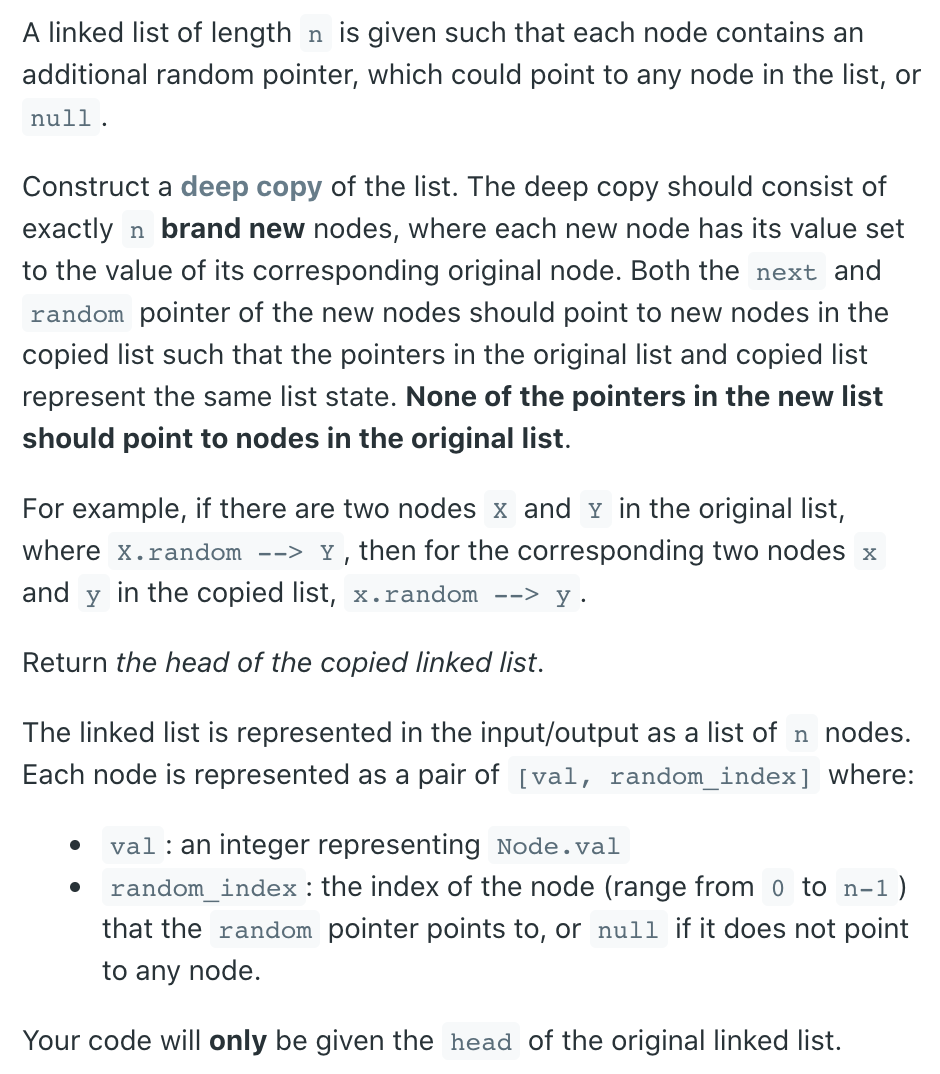 A linked list of length n is given such that each node contains an
additional random pointer, which could point to any node in the list, or
null .
Construct a deep copy of the list. The deep copy should consist of
exactly n brand new nodes, where each new node has its value set
to the value of its corresponding original node. Both the next and
random pointer of the new nodes should point to new nodes in the
copied list such that the pointers in the original list and copied list
represent the same list state. None of the pointers in the new list
should point to nodes in the original list.
For example, if there are two nodes X and Y in the original list,
where X.random --> Y , then for the corresponding two nodes x
and y in the copied list, x.random --> y .
Return the head of the copied linked list.
The linked list is represented in the input/output as a list of n nodes.
Each node is represented as a pair of [val, random_index] where:
• val : an integer representing Node.val
• random_index : the index of the node (range from 0 to n-1 )
that the random pointer points to, or null if it does not point
to any node.
Your code will only be given the head of the original linked list.